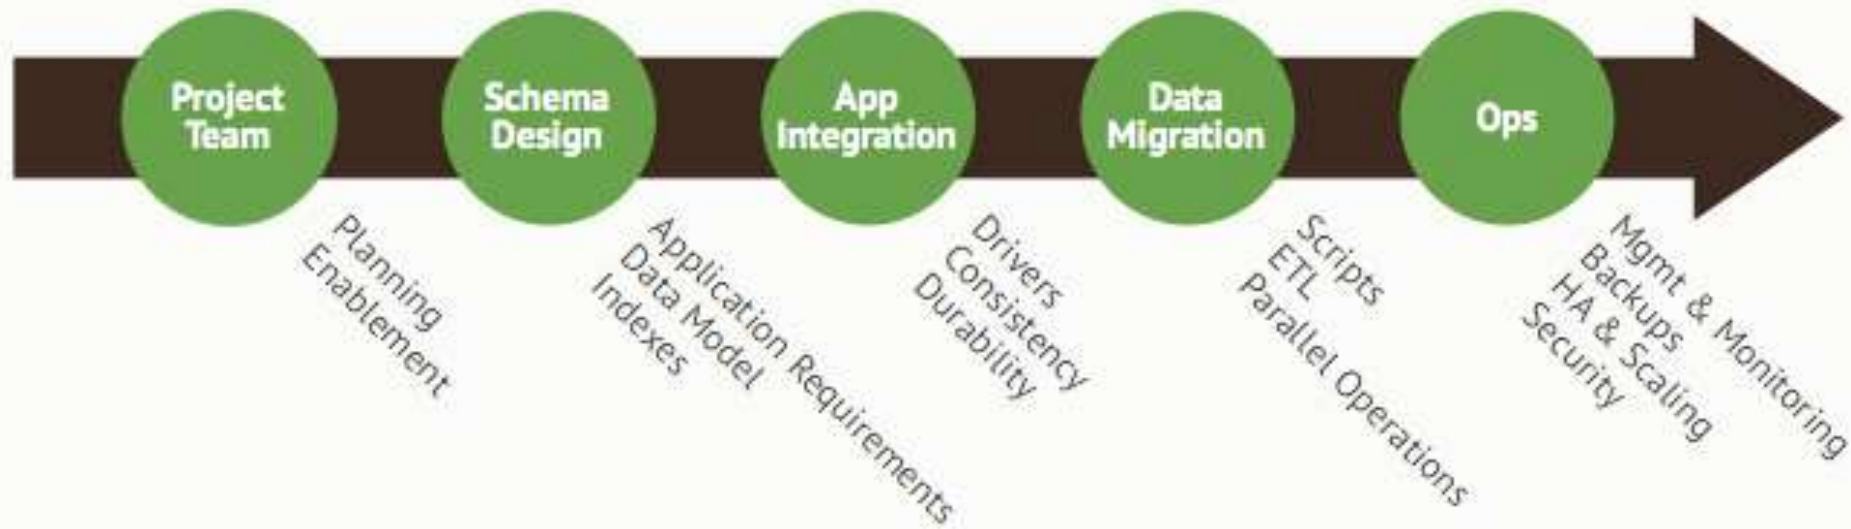 Project
Team
Schema
Design
App
Integration
Data
Migration
Ops
Planning
Enablement
Application Requirements
Data Model
Indexes
Drivers
Consistency
Durability
Scripts
ETL
Parallel Operations
Mgmt & Monitoring
Backups
HA & Scaling
Security